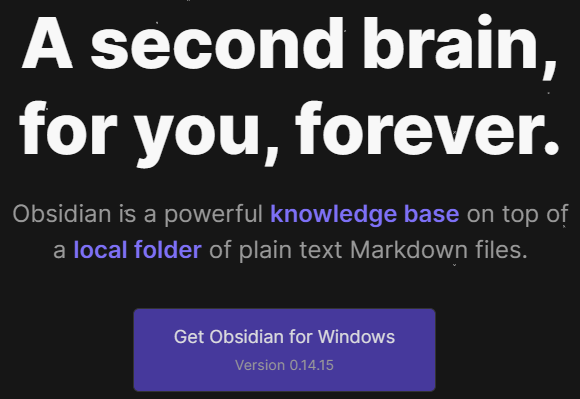 A second brain,
for you, forever.
Obsidian is a powerful knowledge base on top of
a local folder of plain text Markdown files.
Get Obsidian for Windows
Version 0.14.15